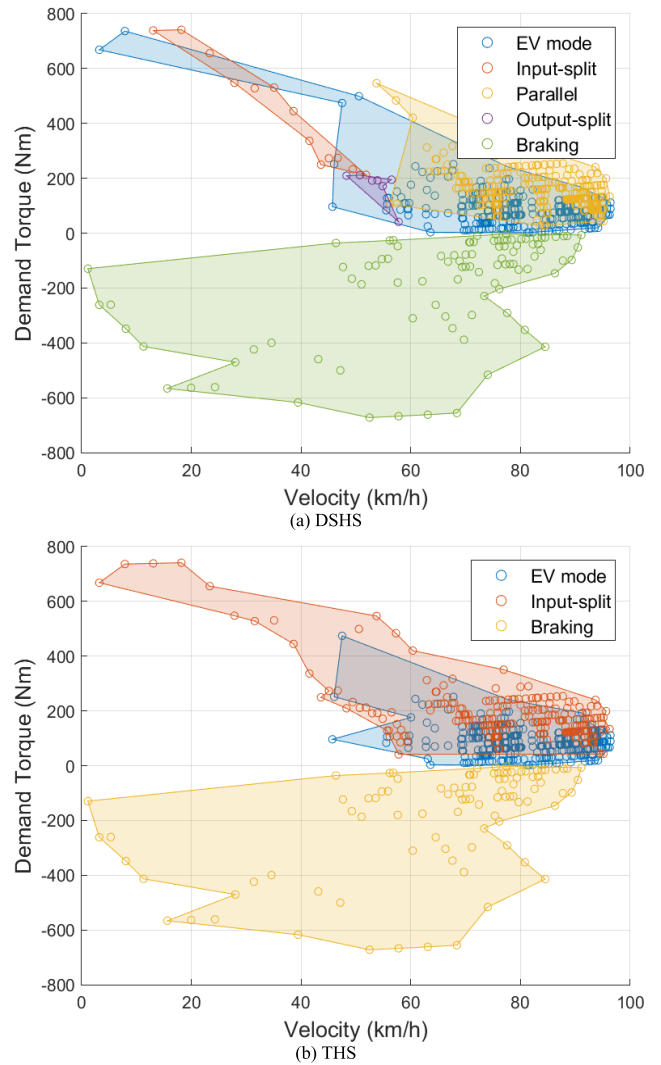 800
600
400
200
0
-200
-400
-600
-800
Demand Torque (Nm)
EV mode
Input-split
Parallel
Output-split
Braking
0 20 40 60 80 100
Velocity (km/h)
(a) DSHS
800
600
400
200
0
-200
-400
-600
-800
Demand Torque (Nm)
EV mode
Input-split
Braking
0 20 40 60 80 100
Velocity (km/h)
(b) THS